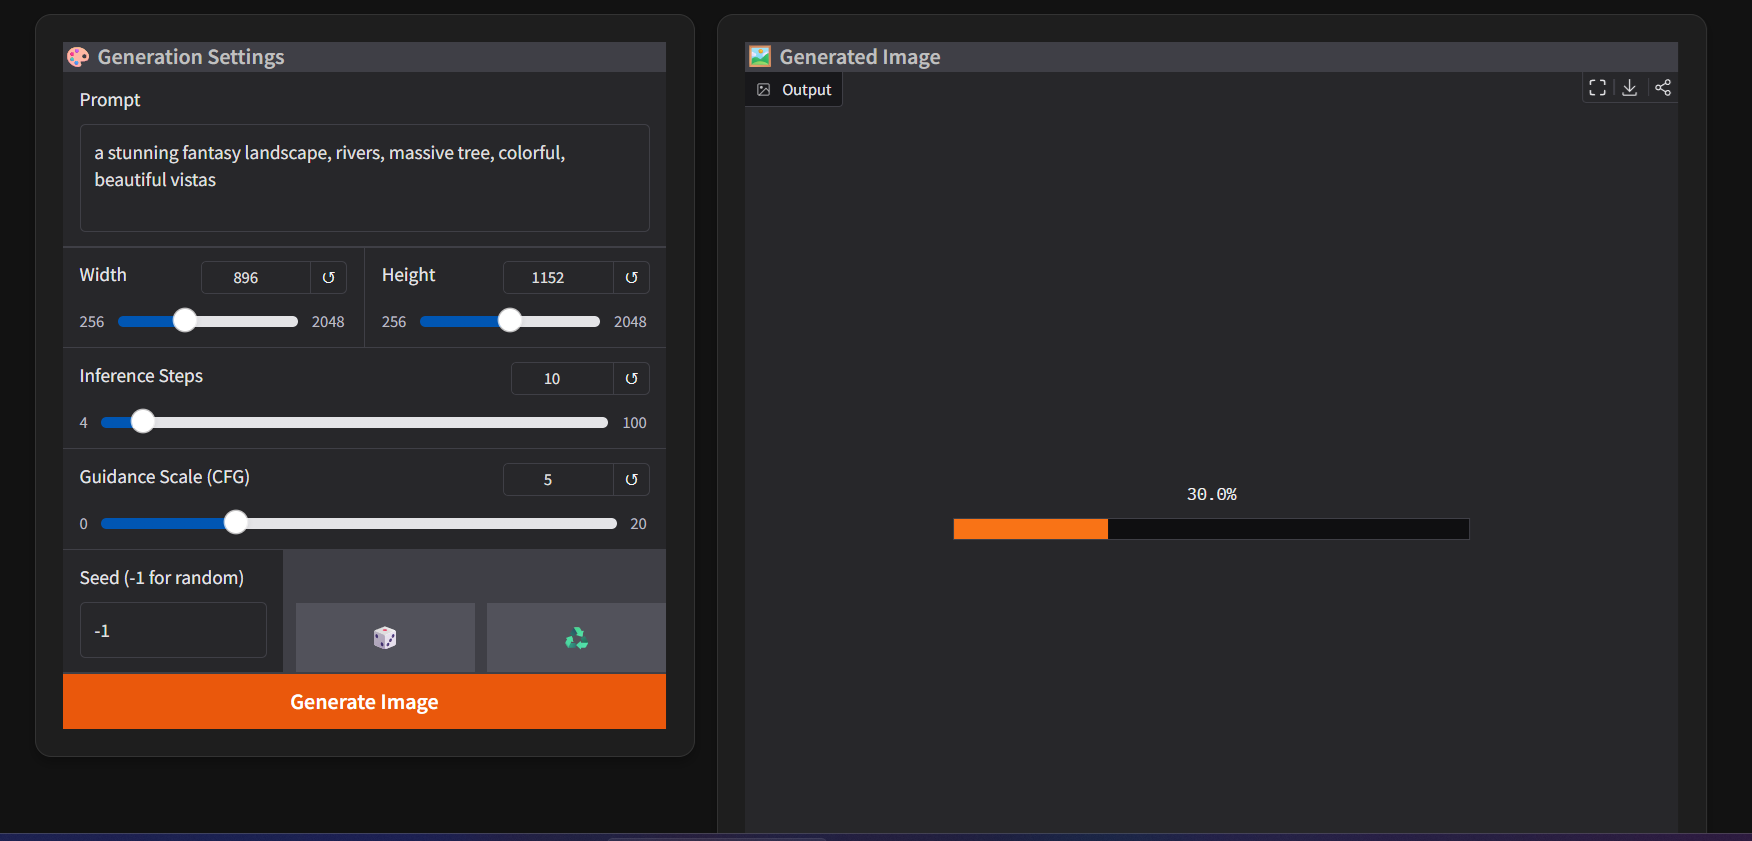 Generation Settings
Prompt
a stunning fantasy landscape, rivers, massive tree, colorful,
beautiful vistas
Width
896
↺
256
2048
Height
1152
↺
256
2048
Inference Steps
10
↺
4
100
Guidance Scale (CFG)
5
↺
0
20
Seed (-1 for random)
-1
Generate Image
Generated Image
Output
30.0%